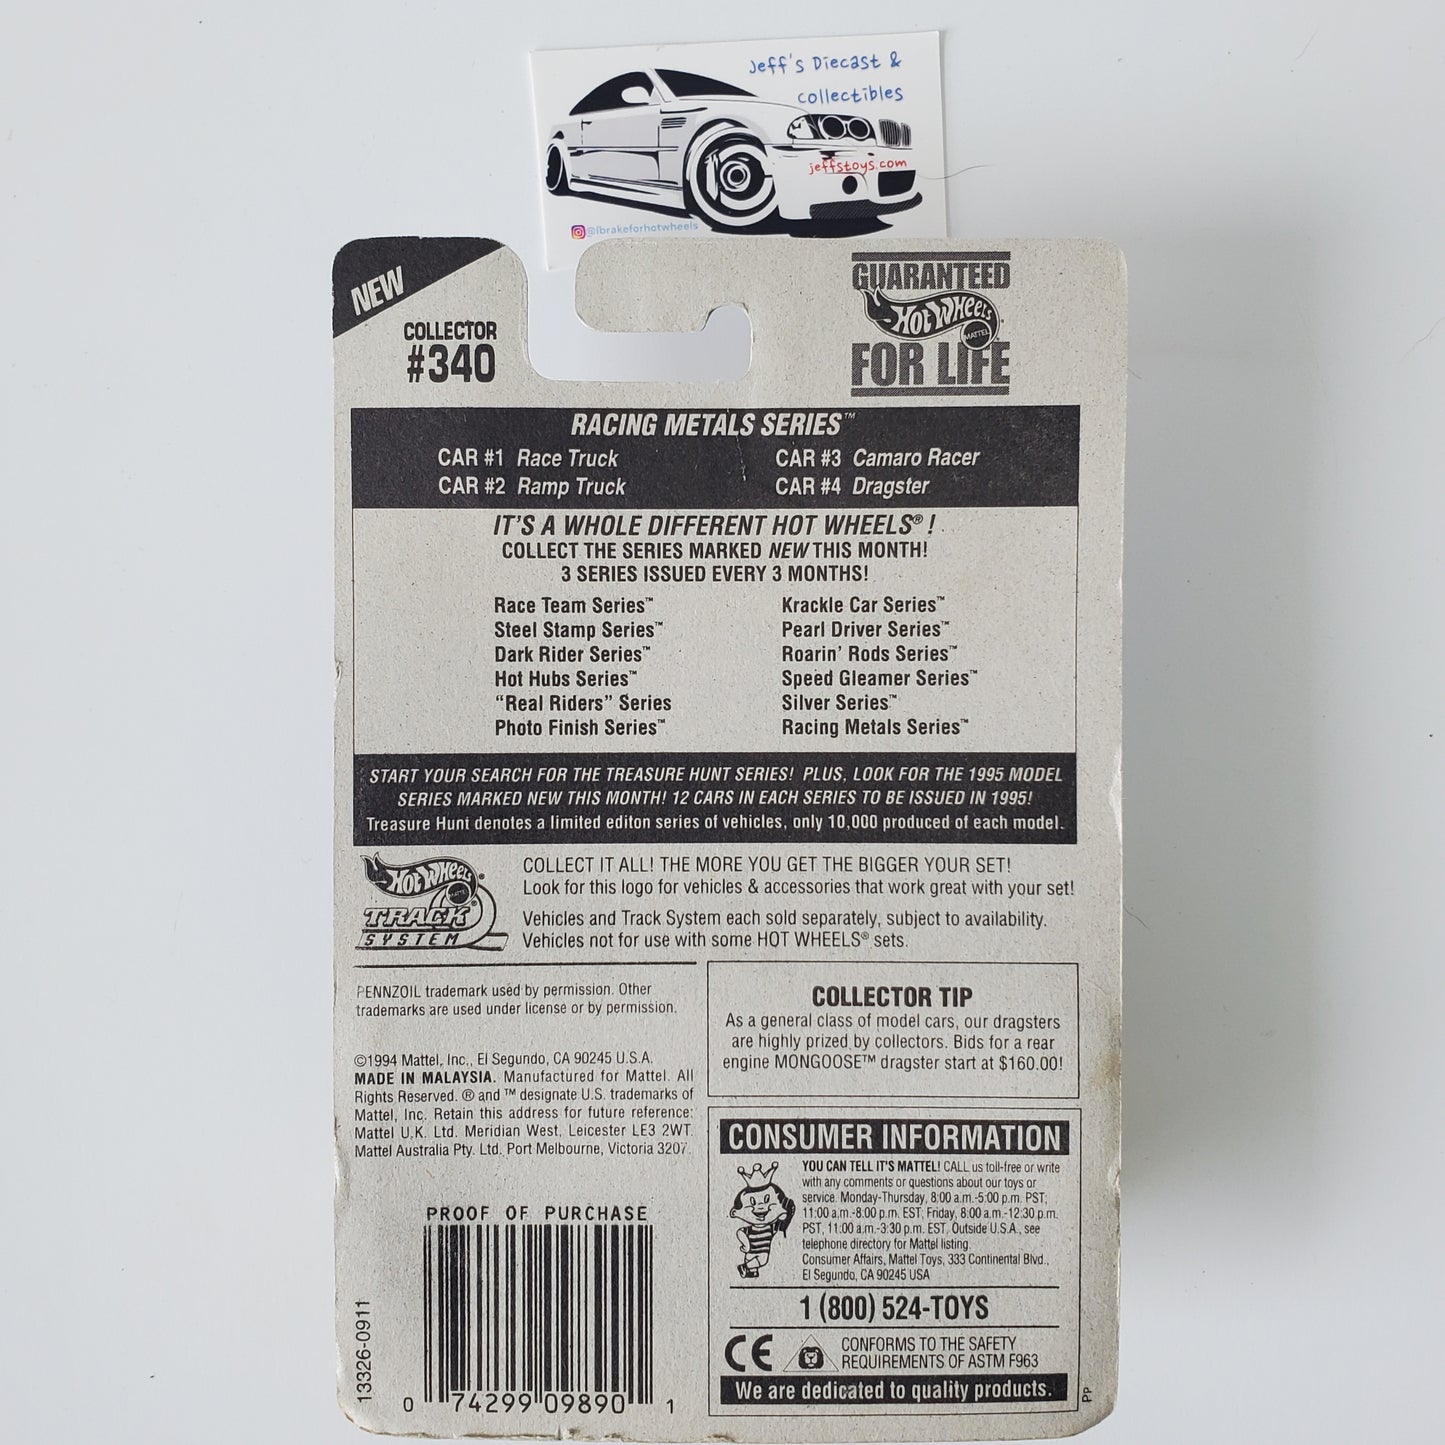 Jeff's Diecast &
collectibles
jeffstoys.com
@Ibrakeforhotwheels
NEW
COLLECTOR
#340
GUARANTEED
Hot Wheels
MATTEL
FOR LIFE
RACING METALS SERIES™
CAR #1 Race Truck
CAR #2 Ramp Truck
CAR #3 Camaro Racer
CAR #4 Dragster
IT'S A WHOLE DIFFERENT HOT WHEELS® !
COLLECT THE SERIES MARKED NEW THIS MONTH!
3 SERIES ISSUED EVERY 3 MONTHS!
Race Team Series™
Steel Stamp Series™
Dark Rider Series™
Hot Hubs Series™
"Real Riders" Series
Photo Finish Series™
Krackle Car Series™
Pearl Driver Series™
Roarin' Rods Series™
Speed Gleamer Series™
Silver Series™
Racing Metals Series™
START YOUR SEARCH FOR THE TREASURE HUNT SERIES! PLUS, LOOK FOR THE 1995 MODEL
SERIES MARKED NEW THIS MONTH! 12 CARS IN EACH SERIES TO BE ISSUED IN 1995!
Treasure Hunt denotes a limited editon series of vehicles, only 10,000 produced of each model.
Hot Wheels®
MATTEL
TRACK®
SYSTEM
COLLECT IT ALL! THE MORE YOU GET THE BIGGER YOUR SET!
Look for this logo for vehicles & accessories that work great with your set!
Vehicles and Track System each sold separately, subject to availability.
Vehicles not for use with some HOT WHEELS® sets.
PENNZOIL trademark used by permission. Other
trademarks are used under license or by permission.
©1994 Mattel, Inc., El Segundo, CA 90245 U.S.A.
MADE IN MALAYSIA. Manufactured for Mattel. All
Rights Reserved. ® and ™ designate U.S. trademarks of
Mattel, Inc. Retain this address for future reference:
Mattel U.K. Ltd. Meridian West, Leicester LE3 2WT.
Mattel Australia Pty. Ltd. Port Melbourne, Victoria 3207.
COLLECTOR TIP
As a general class of model cars, our dragsters
are highly prized by collectors. Bids for a rear
engine MONGOOSE™ dragster start at $160.00!
PROOF OF PURCHASE
13326-0911
0 74299 09890 1
CONSUMER INFORMATION
YOU CAN TELL IT'S MATTEL! CALL us toll-free or write
with any comments or questions about our toys or
service. Monday-Thursday, 8:00 a.m.-5:00 p.m. PST;
11:00 a.m.-8:00 p.m. EST; Friday, 8:00 a.m.-12:30 p.m.
PST, 11:00 a.m.-3:30 p.m. EST. Outside U.S.A., see
telephone directory for Mattel listing.
Consumer Affairs, Mattel Toys, 333 Continental Blvd.,
El Segundo, CA 90245 USA
1 (800) 524-TOYS
CE
CONFORMS TO THE SAFETY
REQUIREMENTS OF ASTM F963
We are dedicated to quality products.
PP